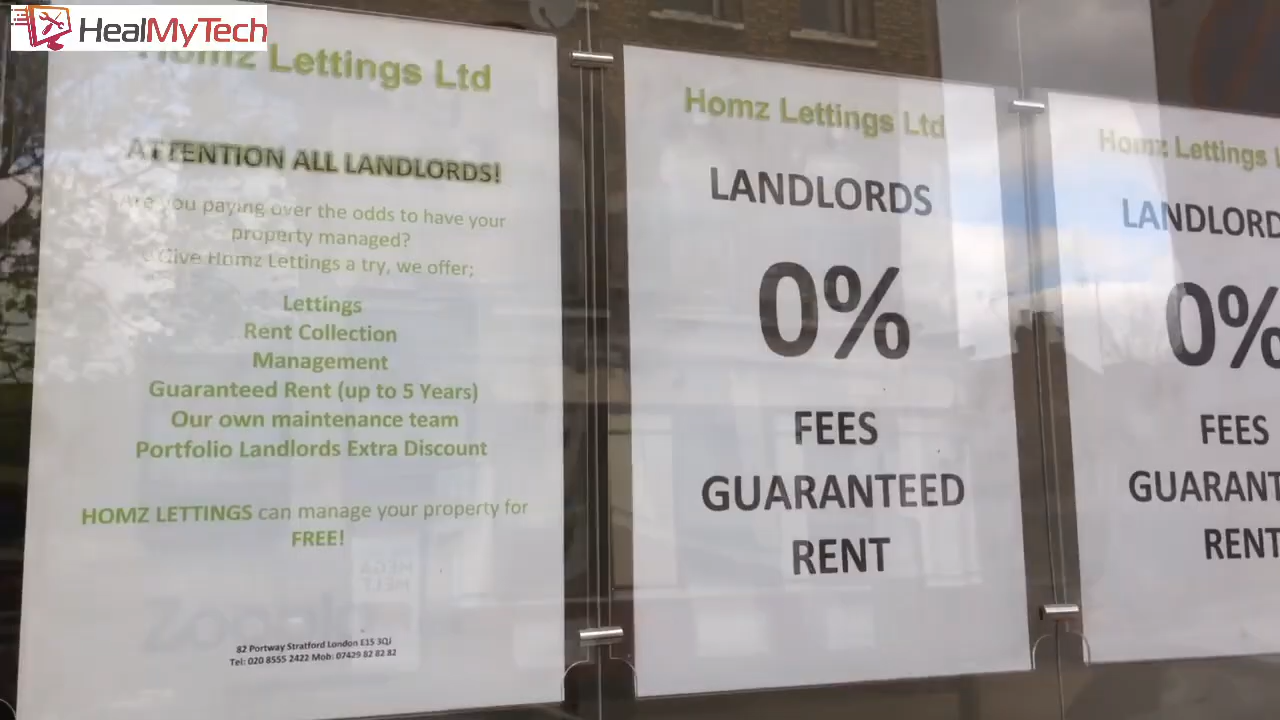 HealMyTech
Homz Lettings Ltd
ATTENTION ALL LANDLORDS!
Are you paying over the odds to have your
property managed?
Give Homz Lettings a try, we offer;
Lettings
Rent Collection
Management
Guaranteed Rent (up to 5 Years)
Our own maintenance team
Portfolio Landlords Extra Discount
HOMZ LETTINGS can manage your property for
FREE!
82 Portway Stratford London E15 3QJ
Tel: 020 8555 2422 Mob: 07429 82 82 82
Homz Lettings Ltd
LANDLORDS
0%
FEES
GUARANTEED
RENT
Homz Lettings
LANDLORD
0%
FEES
GUARANT
RENT